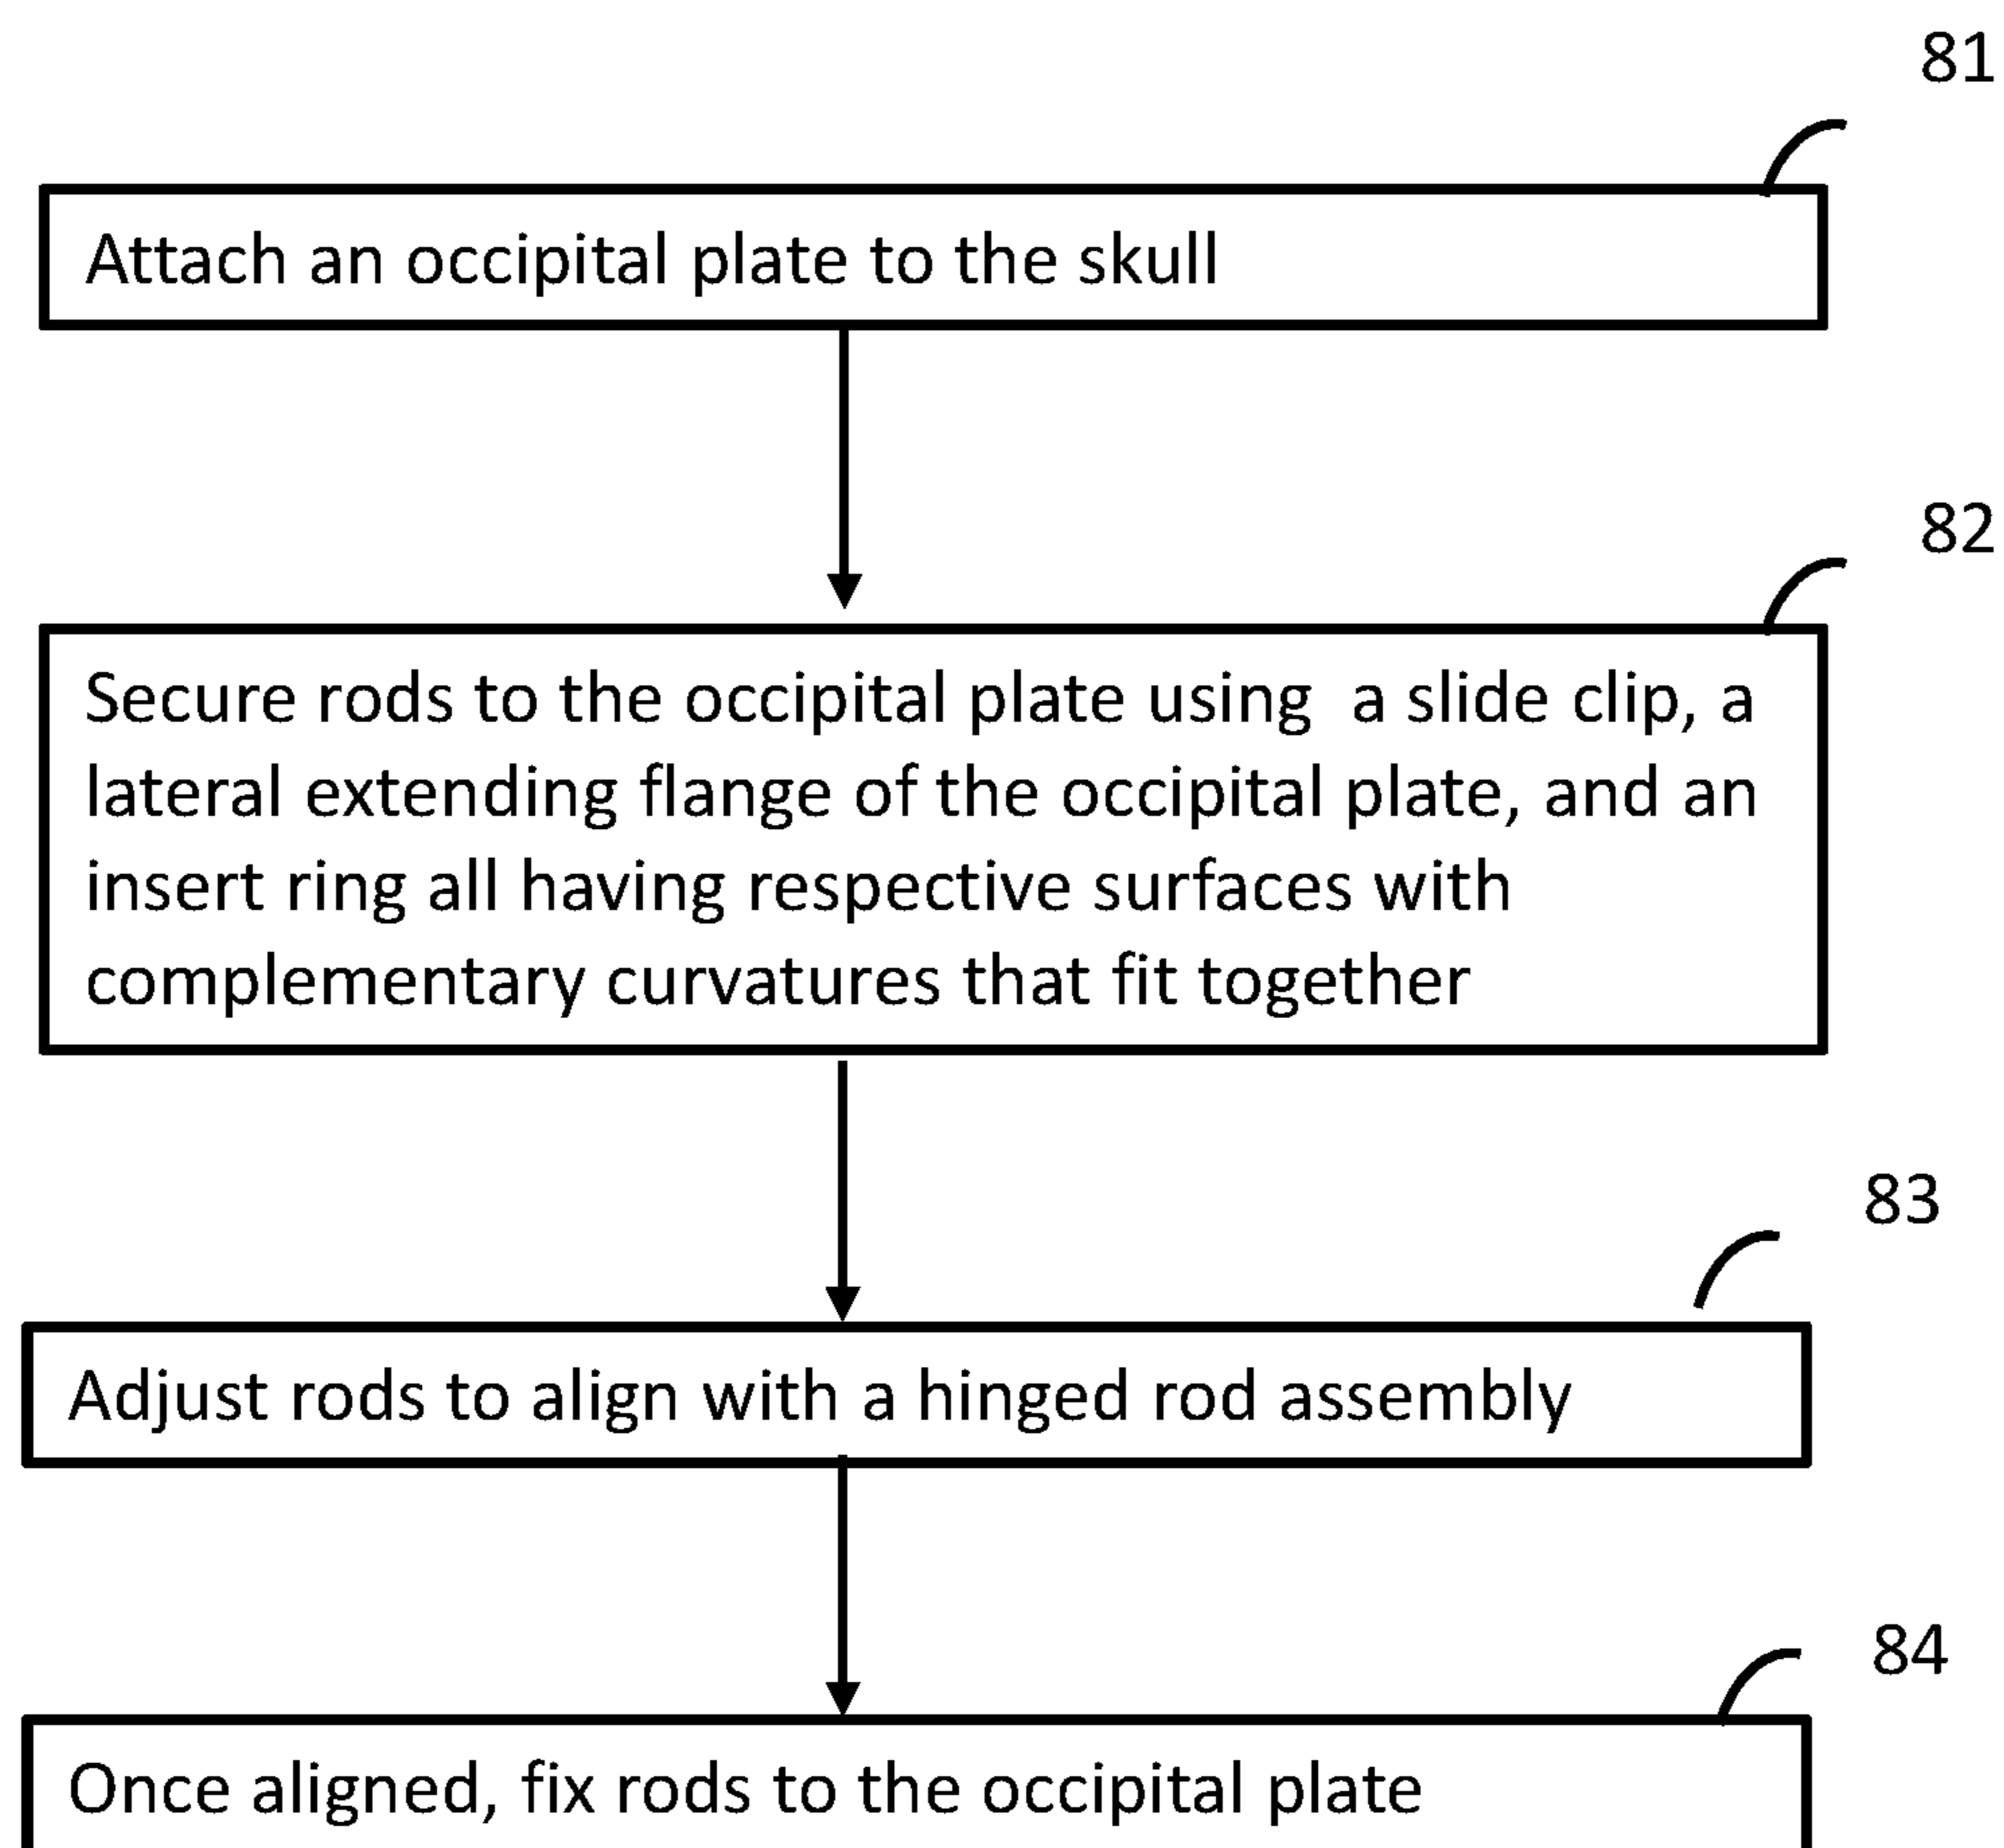 81
Attach an occipital plate to the skull
82
Secure rods to the occipital plate using a slide clip, a
lateral extending flange of the occipital plate, and an
insert ring all having respective surfaces with
complementary curvatures that fit together
83
Adjust rods to align with a hinged rod assembly
84
Once aligned, fix rods to the occipital plate